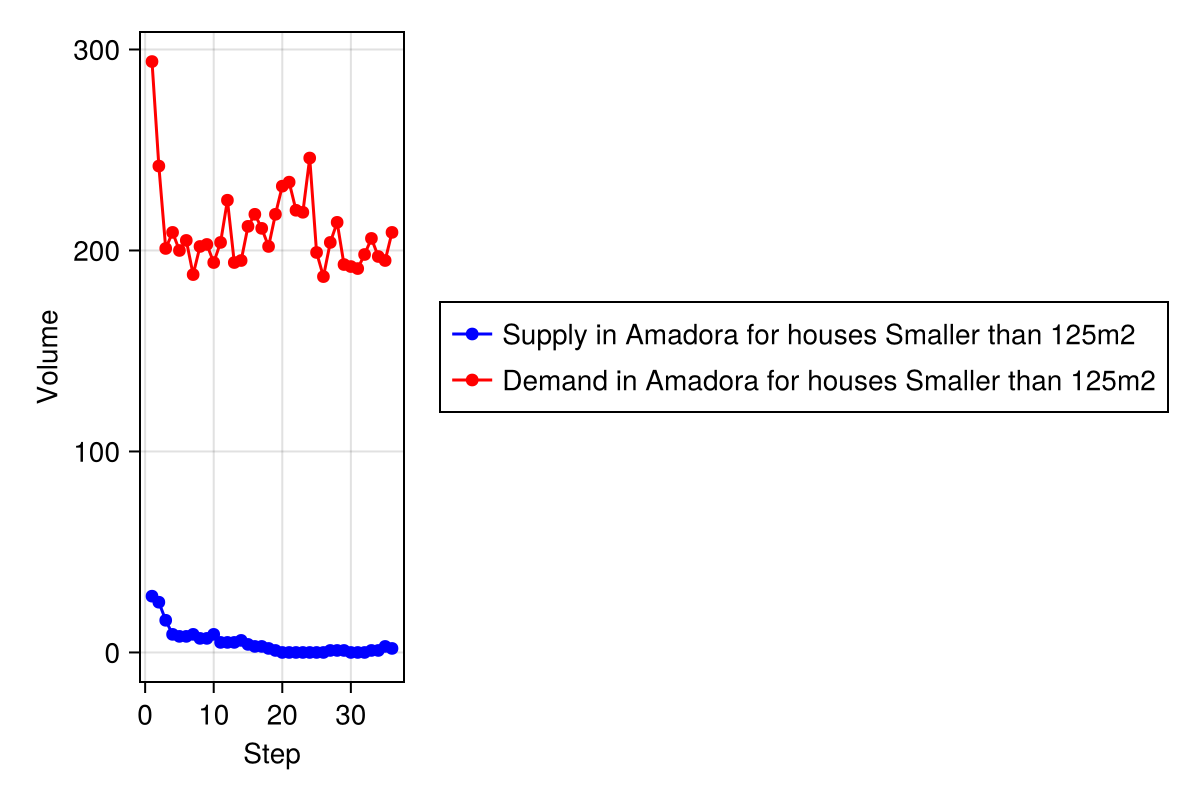 300
200
100
0
Volume
0 10 20 30
Step
Supply in Amadora for houses Smaller than 125m2
Demand in Amadora for houses Smaller than 125m2